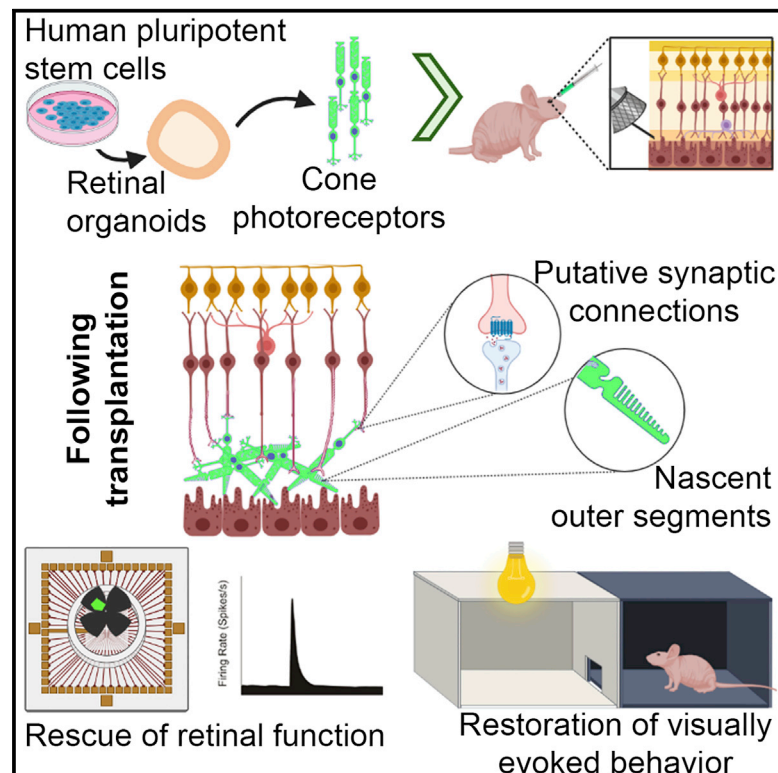 Human pluripotent
stem cells
Retinal
organoids
Cone
photoreceptors
Following
transplantation
Putative synaptic
connections
Nascent
outer segments
Firing Rate (Spikes/s)
Rescue of retinal function
Restoration of visually
evoked behavior